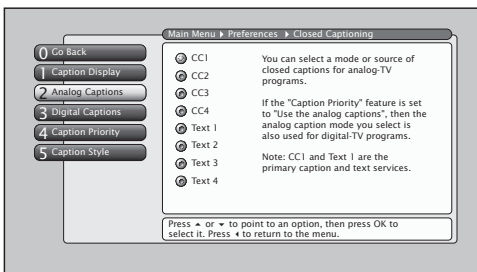 Main Menu ▸ Preferences ▸ Closed Captioning
0 Go Back
1 Caption Display
2 Analog Captions
3 Digital Captions
4 Caption Priority
5 Caption Style
CC1
CC2
CC3
CC4
Text 1
Text 2
Text 3
Text 4
You can select a mode or source of
closed captions for analog-TV
programs.
If the "Caption Priority" feature is set
to "Use the analog captions", then the
analog caption mode you select is
also used for digital-TV programs.
Note: CC1 and Text 1 are the
primary caption and text services.
Press ▲ or ▼ to point to an option, then press OK to
select it. Press ◀ to return to the menu.